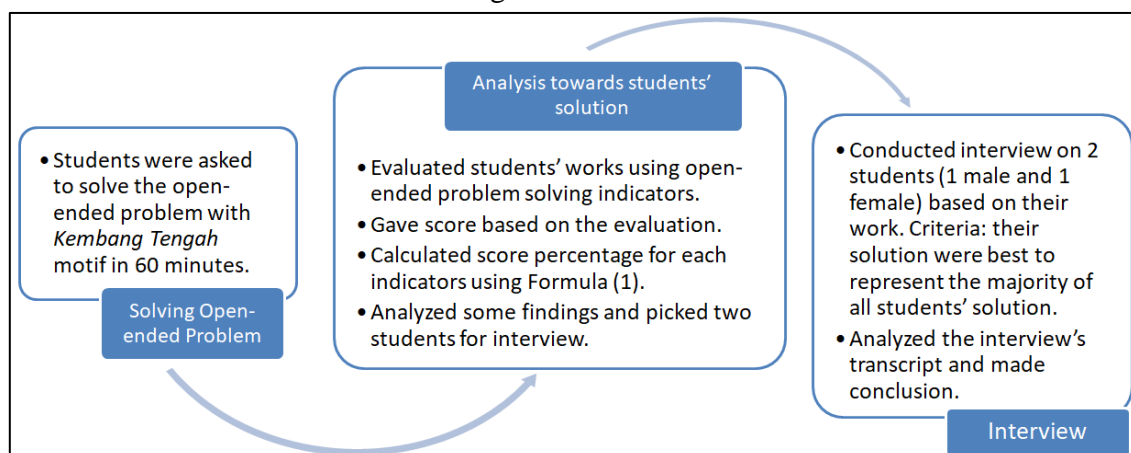 • Students were asked
to solve the open-
ended problem with
Kembang Tengah
motif in 60 minutes.
Solving Open-
ended Problem
Analysis towards students’
solution
• Evaluated students’ works using open-
ended problem solving indicators.
• Gave score based on the evaluation.
• Calculated score percentage for each
indicators using Formula (1).
• Analyzed some findings and picked two
students for interview.
• Conducted interview on 2
students (1 male and 1
female) based on their
work. Criteria: their
solution were best to
represent the majority of
all students’ solution.
• Analyzed the interview’s
transcript and made
conclusion.
Interview